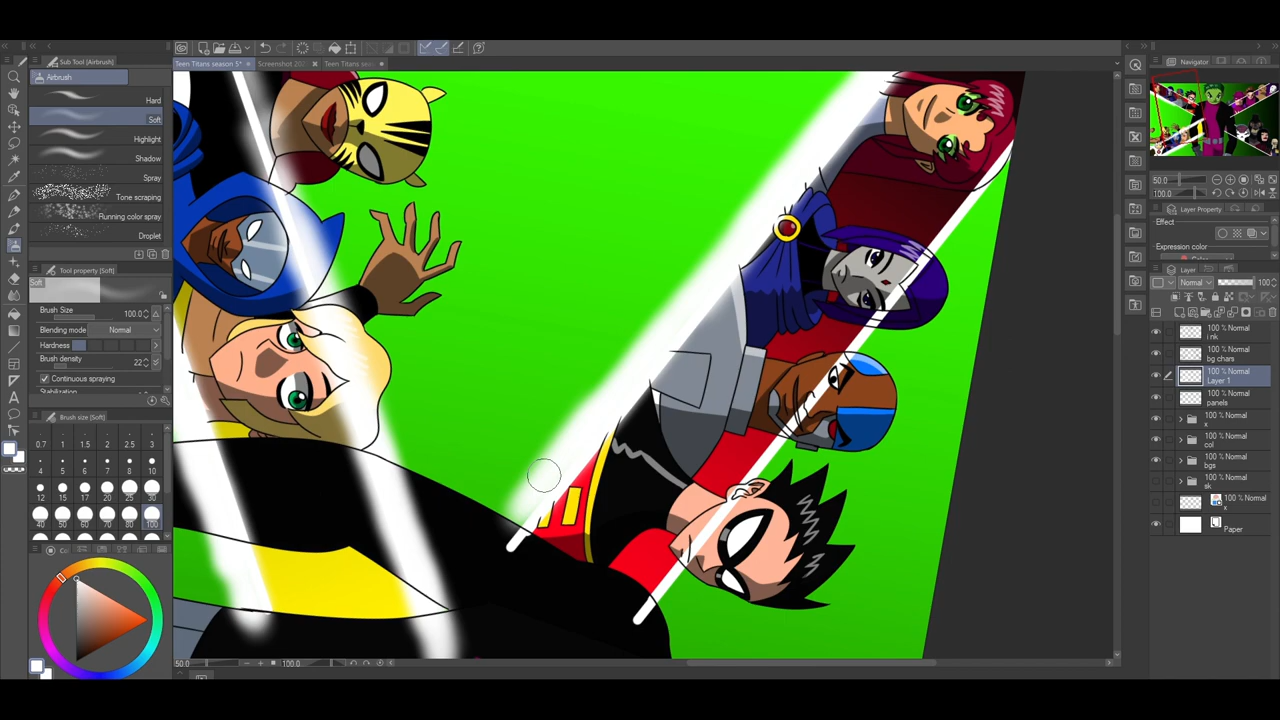 Sub Tool (Airbrush)
Airbrush
Hard
Soft
Highlight
Shadow
Spray
Tone scraping
Running color spray
Droplet
Tool property (Soft)
Soft
Brush Size 100.0
Blending mode Normal
Hardness
Brush density 22
Continuous spraying
Brush size (Soft)
0.7 1 1.5 2 2.5 3
4 5 6 7 8 10
12 15 17 20 25 30
40 50 60 70 80 100
Teen Titans season 5*
Screenshot 202
Teen Titans sea
50.0 100.0
Navigator
50.0
100.0
Layer Property
Effect
Expression color
Layer
Normal 100
100 % Normal
i nk
100 % Normal
bg chars
100 % Normal
Layer 1
100 % Normal
panels
100 % Normal
x
100 % Normal
col
100 % Normal
bgs
100 % Normal
sk
100 % Normal
x
Paper